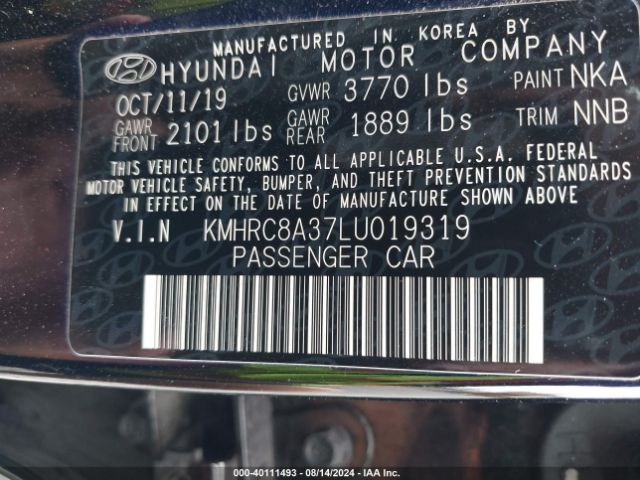 MANUFACTURED IN KOREA BY
HYUNDAI MOTOR COMPANY
OCT/11/19 GVWR 3770 lbs PAINT NKA
GAWR FRONT 2101 lbs GAWR REAR 1889 lbs TRIM NNB
THIS VEHICLE CONFORMS TO ALL APPLICABLE U.S.A. FEDERAL
MOTOR VEHICLE SAFETY, BUMPER, AND THEFT PREVENTION STANDARDS
IN EFFECT ON THE DATE OF MANUFACTURE SHOWN ABOVE
V.I.N KMHRC8A37LU019319
PASSENGER CAR
000-40111493 - 08/14/2024 - IAA Inc.